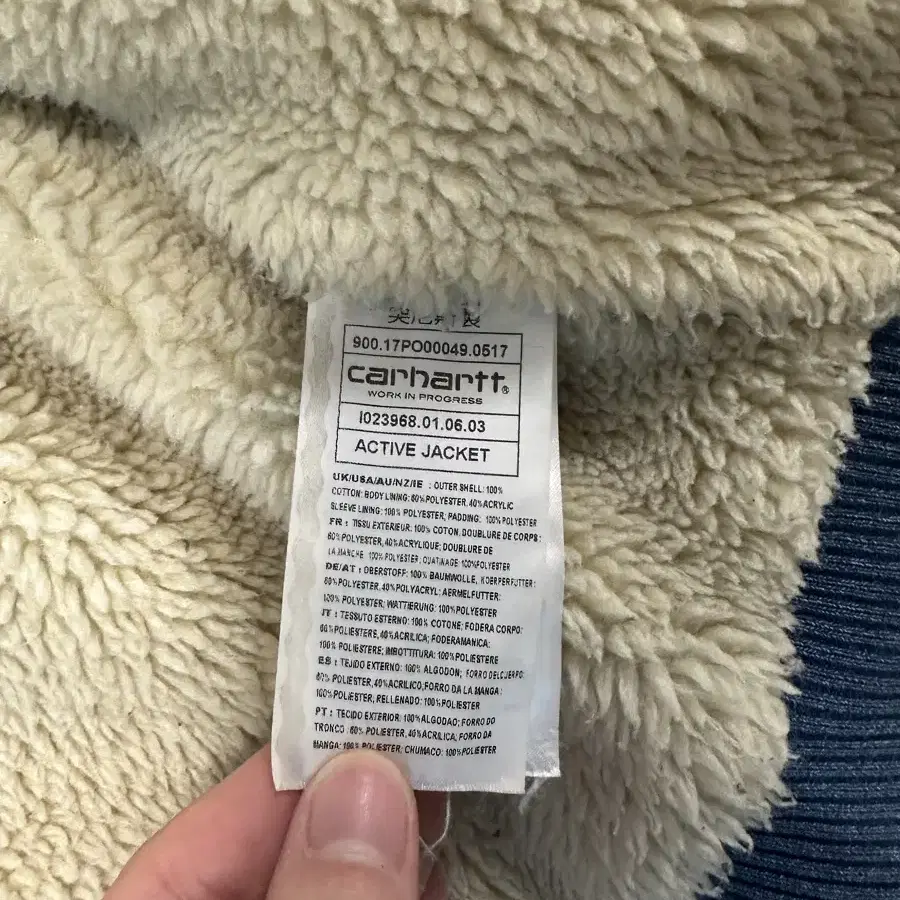 900.17PO00049.0517
carhartt®
WORK IN PROGRESS
I023968.01.06.03
ACTIVE JACKET
UK/USA/AU/NZ/IE : OUTER SHELL: 100%
COTTON: BODY LINING: 60%POLYESTER, 40%ACRYLIC
SLEEVE LINING: 100% POLYESTER; PADDING: 100%POLYESTER
FR : TISSU EXTERIEUR: 100% COTON, DOUBLURE DE CORPS:
60%POLYESTER, 40%ACRYLIQUE; DOUBLURE DE
LA MANCHE: 100%POLYESTER; OUATINAGE: 100%POLYESTER
DE/AT : OBERSTOFF: 100% BAUMWOLLE, KOERPERFUTTER:
60%POLYESTER, 40%POLYACRYL: AERMELFUTTER:
100% POLYESTER; WATTIERUNG: 100%POLYESTER
IT : TESSUTO ESTERNO: 100% COTONE; FODERA CORPO:
60%POLIESTERE, 40%ACRILICA; FODERAMANICA:
100% POLIESTERE; IMBOTTITURA: 100%POLIESTERE
ES : TEJIDO EXTERNO: 100% ALGODON; FORRO DELCUERPO:
60% POLIESTER, 40%ACRILICO; FORRO DA LA MANGA:
100%POLIESTER; RELLENADO: 100%POLIESTER
PT : TECIDO EXTERIOR: 100%ALGODAO; FORRO DO
TRONCO: 60% POLIESTER, 40%ACRILICA; FORRO DA
MANGA: 100% POLIESTER; CHUMACO: 100%POLIESTER